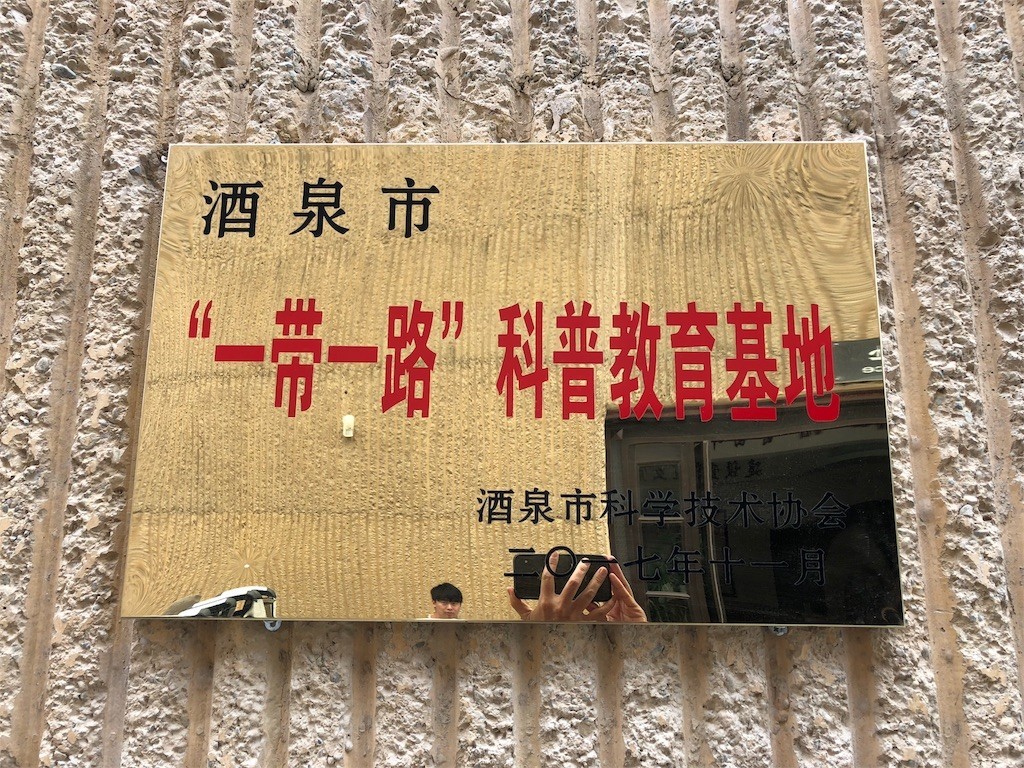 酒泉市
“一带一路”科普教育基地
酒泉市科学技术协会
二〇一七年十一月